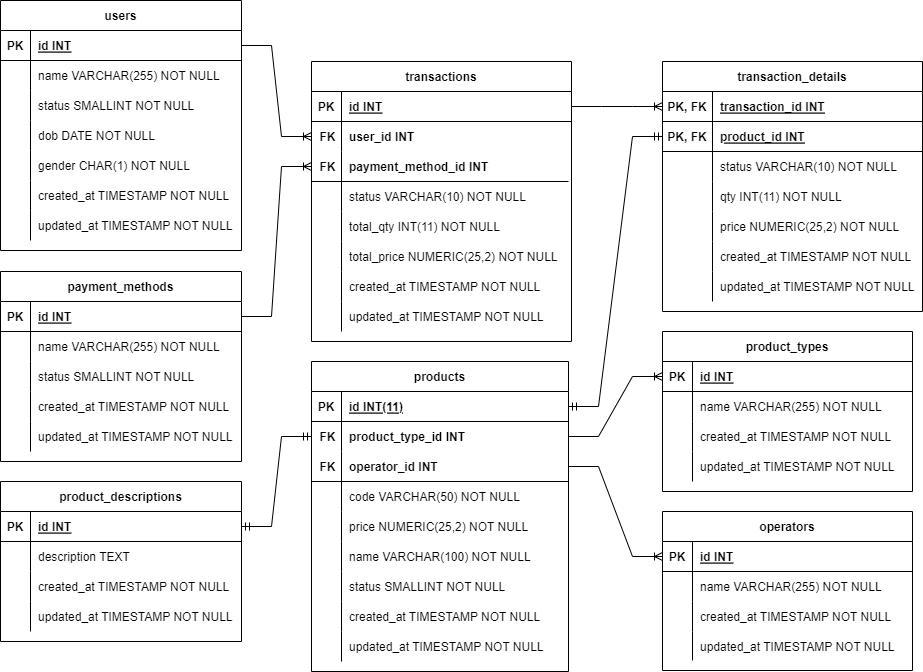 users
PK id INT
name VARCHAR(255) NOT NULL
status SMALLINT NOT NULL
dob DATE NOT NULL
gender CHAR(1) NOT NULL
created_at TIMESTAMP NOT NULL
updated_at TIMESTAMP NOT NULL
payment_methods
PK id INT
name VARCHAR(255) NOT NULL
status SMALLINT NOT NULL
created_at TIMESTAMP NOT NULL
updated_at TIMESTAMP NOT NULL
product_descriptions
PK id INT
description TEXT
created_at TIMESTAMP NOT NULL
updated_at TIMESTAMP NOT NULL
transactions
PK id INT
FK user_id INT
FK payment_method_id INT
status VARCHAR(10) NOT NULL
total_qty INT(11) NOT NULL
total_price NUMERIC(25,2) NOT NULL
created_at TIMESTAMP NOT NULL
updated_at TIMESTAMP NOT NULL
products
PK id INT(11)
FK product_type_id INT
FK operator_id INT
code VARCHAR(50) NOT NULL
price NUMERIC(25,2) NOT NULL
name VARCHAR(100) NOT NULL
status SMALLINT NOT NULL
created_at TIMESTAMP NOT NULL
updated_at TIMESTAMP NOT NULL
transaction_details
PK, FK transaction_id INT
PK, FK product_id INT
status VARCHAR(10) NOT NULL
qty INT(11) NOT NULL
price NUMERIC(25,2) NOT NULL
created_at TIMESTAMP NOT NULL
updated_at TIMESTAMP NOT NULL
product_types
PK id INT
name VARCHAR(255) NOT NULL
created_at TIMESTAMP NOT NULL
updated_at TIMESTAMP NOT NULL
operators
PK id INT
name VARCHAR(255) NOT NULL
created_at TIMESTAMP NOT NULL
updated_at TIMESTAMP NOT NULL